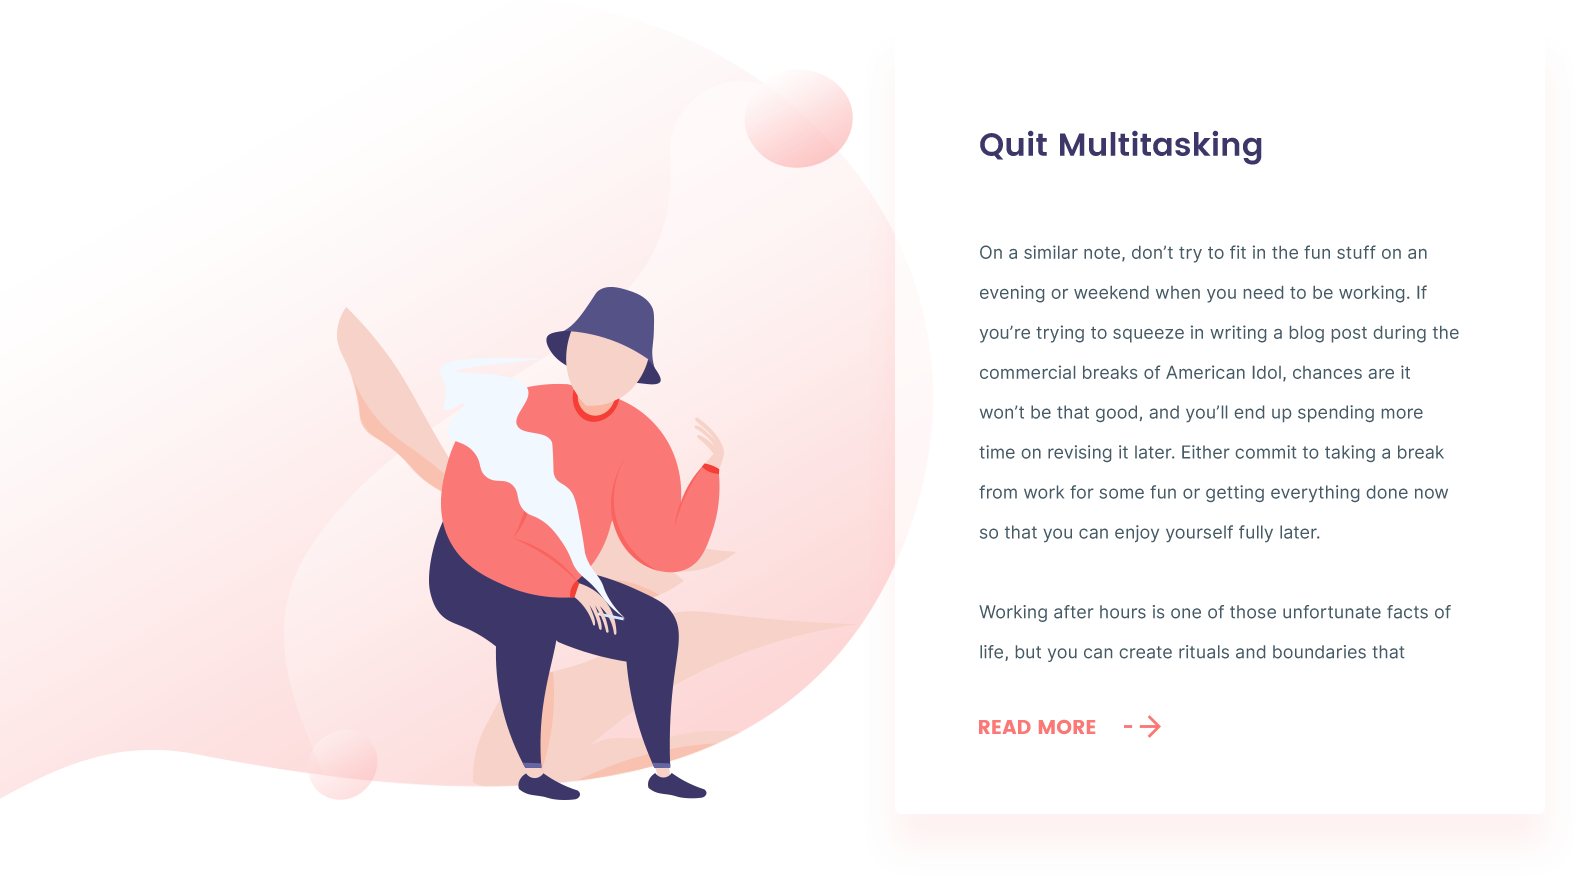 Quit Multitasking
On a similar note, don’t try to fit in the fun stuff on an
evening or weekend when you need to be working. If
you’re trying to squeeze in writing a blog post during the
commercial breaks of American Idol, chances are it
won’t be that good, and you’ll end up spending more
time on revising it later. Either commit to taking a break
from work for some fun or getting everything done now
so that you can enjoy yourself fully later.
Working after hours is one of those unfortunate facts of
life, but you can create rituals and boundaries that
READ MORE